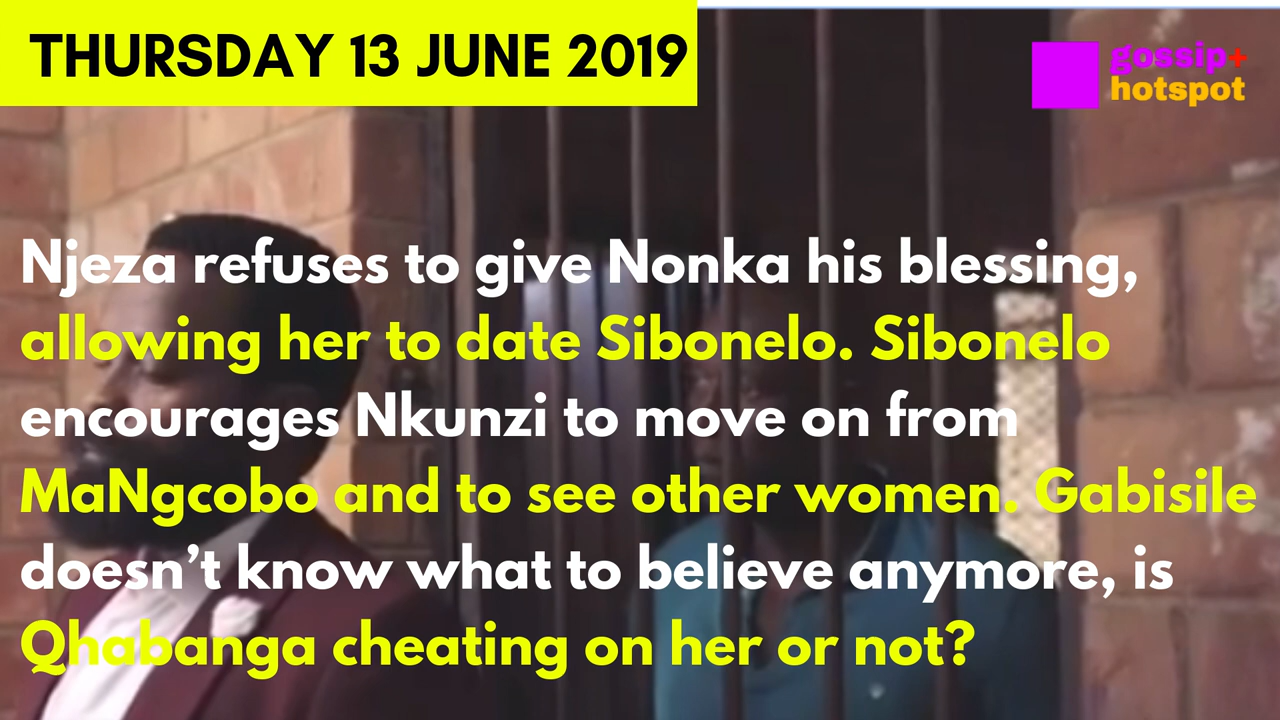 THURSDAY 13 JUNE 2019
gossip+
hotspot
Njeza refuses to give Nonka his blessing,
allowing her to date Sibonelo. Sibonelo
encourages Nkunzi to move on from
MaNgcobo and to see other women. Gabisile
doesn’t know what to believe anymore, is
Qhabanga cheating on her or not?